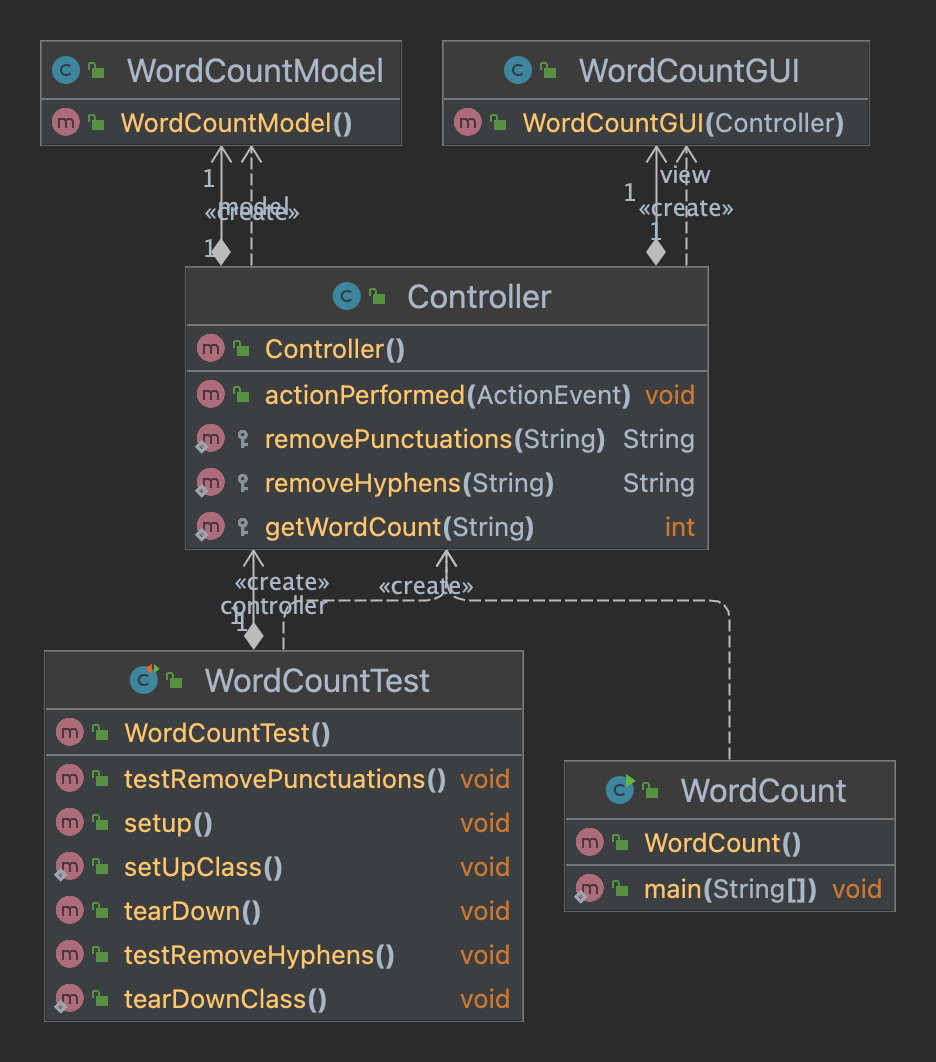 WordCountModel
WordCountModel()
WordCountGUI
WordCountGUI(Controller)
1
model
«create»
1
view
1
«create»
1
Controller
Controller()
actionPerformed(ActionEvent) void
removePunctuations(String) String
removeHyphens(String) String
getWordCount(String) int
«create»
controller
1
1
«create»
WordCountTest
WordCountTest()
testRemovePunctuations() void
setup() void
setUpClass() void
tearDown() void
testRemoveHyphens() void
tearDownClass() void
WordCount
WordCount()
main(String[]) void